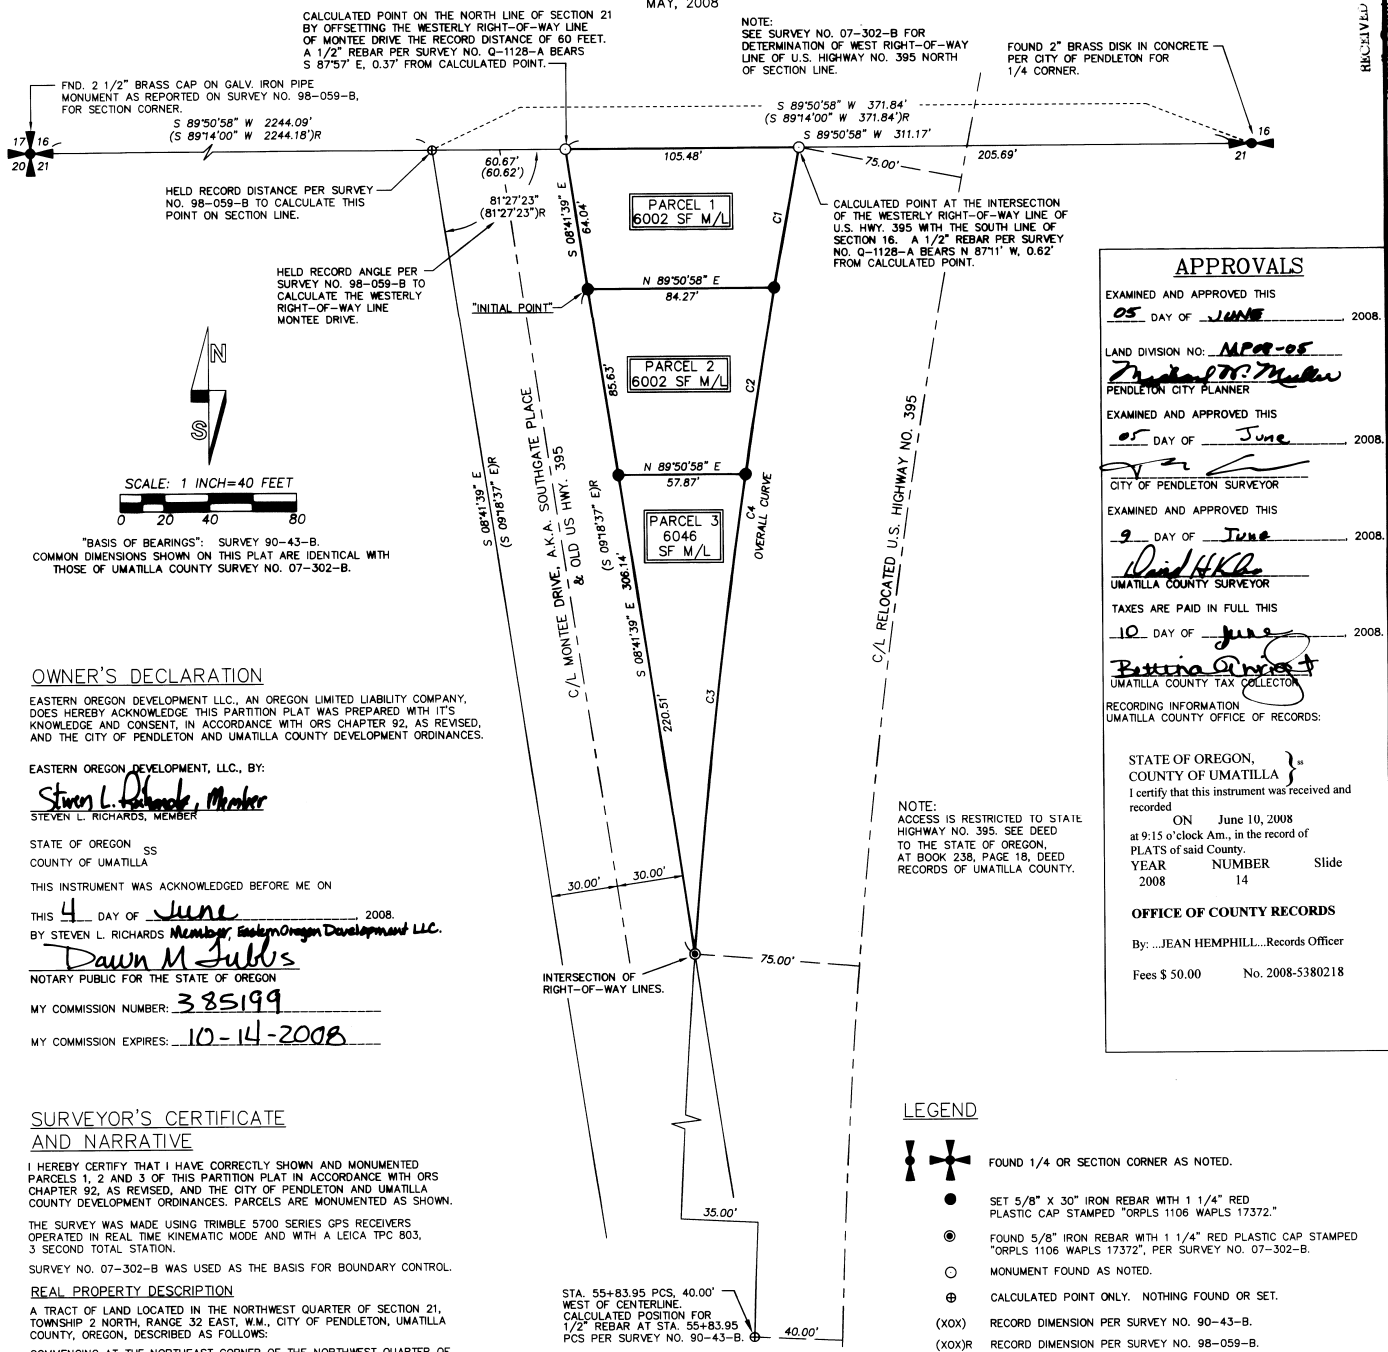 MAY, 2008
RECEIVED
CALCULATED POINT ON THE NORTH LINE OF SECTION 21
BY OFFSETTING THE WESTERLY RIGHT-OF-WAY LINE
OF MONTEE DRIVE THE RECORD DISTANCE OF 60 FEET.
A 1/2" REBAR PER SURVEY NO. Q-1128-A BEARS
S 87°57' E, 0.37' FROM CALCULATED POINT.
NOTE:
SEE SURVEY NO. 07-302-B FOR
DETERMINATION OF WEST RIGHT-OF-WAY
LINE OF U.S. HIGHWAY NO. 395 NORTH
OF SECTION LINE.
FOUND 2" BRASS DISK IN CONCRETE
PER CITY OF PENDLETON FOR
1/4 CORNER.
FND. 2 1/2" BRASS CAP ON GALV. IRON PIPE
MONUMENT AS REPORTED ON SURVEY NO. 98-059-B,
FOR SECTION CORNER.
S 89°50'58" W 2244.09'
(S 89°14'00" W 2244.18')R
S 89°50'58" W 371.84'
(S 89°14'00" W 371.84')R
S 89°50'58" W 311.17'
17 16
20 21
16
21
60.67'
(60.62')
105.48'
75.00'
205.69'
81°27'23"
(81°27'23")R
HELD RECORD DISTANCE PER SURVEY
NO. 98-059-B TO CALCULATE THIS
POINT ON SECTION LINE.
S 08°41'39" E
64.04'
PARCEL 1
6002 SF M/L
C1
CALCULATED POINT AT THE INTERSECTION
OF THE WESTERLY RIGHT-OF-WAY LINE OF
U.S. HWY. 395 WITH THE SOUTH LINE OF
SECTION 16. A 1/2" REBAR PER SURVEY
NO. Q-1128-A BEARS N 87°11' W, 0.62'
FROM CALCULATED POINT.
HELD RECORD ANGLE PER
SURVEY NO. 98-059-B TO
CALCULATE THE WESTERLY
RIGHT-OF-WAY LINE
MONTEE DRIVE.
"INITIAL POINT"
N 89°50'58" E
84.27'
N
S
SCALE: 1 INCH=40 FEET
0 20 40 80
"BASIS OF BEARINGS": SURVEY 90-43-B.
COMMON DIMENSIONS SHOWN ON THIS PLAT ARE IDENTICAL WITH
THOSE OF UMATILLA COUNTY SURVEY NO. 07-302-B.
85.63'
PARCEL 2
6002 SF M/L
C2
N 89°50'58" E
57.87'
PARCEL 3
6046
SF M/L
C4
OVERALL CURVE
S 08°41'39" E
(S 09°18'37" E)R
C/L MONTEE DRIVE, A.K.A. SOUTHGATE PLACE
& OLD US HWY. 395
(S 09°18'37" E)R
S 08°41'39" E 306.14'
220.51'
C3
C/L RELOCATED U.S. HIGHWAY NO. 395
30.00'
30.00'
INTERSECTION OF
RIGHT-OF-WAY LINES.
75.00'
35.00'
STA. 55+83.95 PCS, 40.00'
WEST OF CENTERLINE.
CALCULATED POSITION FOR
1/2" REBAR AT STA. 55+83.95
PCS PER SURVEY NO. 90-43-B.
40.00'
NOTE:
ACCESS IS RESTRICTED TO STATE
HIGHWAY NO. 395. SEE DEED
TO THE STATE OF OREGON,
AT BOOK 238, PAGE 18, DEED
RECORDS OF UMATILLA COUNTY.
OWNER'S DECLARATION
EASTERN OREGON DEVELOPMENT LLC., AN OREGON LIMITED LIABILITY COMPANY,
DOES HEREBY ACKNOWLEDGE THIS PARTITION PLAT WAS PREPARED WITH IT'S
KNOWLEDGE AND CONSENT, IN ACCORDANCE WITH ORS CHAPTER 92, AS REVISED,
AND THE CITY OF PENDLETON AND UMATILLA COUNTY DEVELOPMENT ORDINANCES.
EASTERN OREGON DEVELOPMENT, LLC., BY:
Steven L. Richards, Member
STEVEN L. RICHARDS, MEMBER
STATE OF OREGON
SS
COUNTY OF UMATILLA
THIS INSTRUMENT WAS ACKNOWLEDGED BEFORE ME ON
THIS 4 DAY OF June, 2008.
BY STEVEN L. RICHARDS Member, Eastern Oregon Development LLC.
Dawn M Tubbs
NOTARY PUBLIC FOR THE STATE OF OREGON
MY COMMISSION NUMBER: 385199
MY COMMISSION EXPIRES: 10-14-2008
SURVEYOR'S CERTIFICATE
AND NARRATIVE
I HEREBY CERTIFY THAT I HAVE CORRECTLY SHOWN AND MONUMENTED
PARCELS 1, 2 AND 3 OF THIS PARTITION PLAT IN ACCORDANCE WITH ORS
CHAPTER 92, AS REVISED, AND THE CITY OF PENDLETON AND UMATILLA
COUNTY DEVELOPMENT ORDINANCES. PARCELS ARE MONUMENTED AS SHOWN.
THE SURVEY WAS MADE USING TRIMBLE 5700 SERIES GPS RECEIVERS
OPERATED IN REAL TIME KINEMATIC MODE AND WITH A LEICA TPC 803,
3 SECOND TOTAL STATION.
SURVEY NO. 07-302-B WAS USED AS THE BASIS FOR BOUNDARY CONTROL.
REAL PROPERTY DESCRIPTION
A TRACT OF LAND LOCATED IN THE NORTHWEST QUARTER OF SECTION 21,
TOWNSHIP 2 NORTH, RANGE 32 EAST, W.M., CITY OF PENDLETON, UMATILLA
COUNTY, OREGON, DESCRIBED AS FOLLOWS:
COMMENCING AT THE NORTHEAST CORNER OF THE NORTHWEST QUARTER OF
APPROVALS
EXAMINED AND APPROVED THIS
05 DAY OF JUNE, 2008.
LAND DIVISION NO: MP08-05
Michael W. Muller
PENDLETON CITY PLANNER
EXAMINED AND APPROVED THIS
05 DAY OF June, 2008.
CITY OF PENDLETON SURVEYOR
EXAMINED AND APPROVED THIS
9 DAY OF June, 2008.
David H Klas
UMATILLA COUNTY SURVEYOR
TAXES ARE PAID IN FULL THIS
10 DAY OF June, 2008.
Bettina
UMATILLA COUNTY TAX COLLECTOR
RECORDING INFORMATION
UMATILLA COUNTY OFFICE OF RECORDS:
STATE OF OREGON, } ss
COUNTY OF UMATILLA
I certify that this instrument was received and
recorded
ON June 10, 2008
at 9:15 o'clock Am., in the record of
PLATS of said County.
YEAR NUMBER Slide
2008 14
OFFICE OF COUNTY RECORDS
By: ...JEAN HEMPHILL...Records Officer
Fees $ 50.00 No. 2008-5380218
LEGEND
FOUND 1/4 OR SECTION CORNER AS NOTED.
SET 5/8" X 30" IRON REBAR WITH 1 1/4" RED
PLASTIC CAP STAMPED "ORPLS 1106 WAPLS 17372."
FOUND 5/8" IRON REBAR WITH 1 1/4" RED PLASTIC CAP STAMPED
"ORPLS 1106 WAPLS 17372", PER SURVEY NO. 07-302-B.
MONUMENT FOUND AS NOTED.
CALCULATED POINT ONLY. NOTHING FOUND OR SET.
(XOX) RECORD DIMENSION PER SURVEY NO. 90-43-B.
(XOX)R RECORD DIMENSION PER SURVEY NO. 98-059-B.